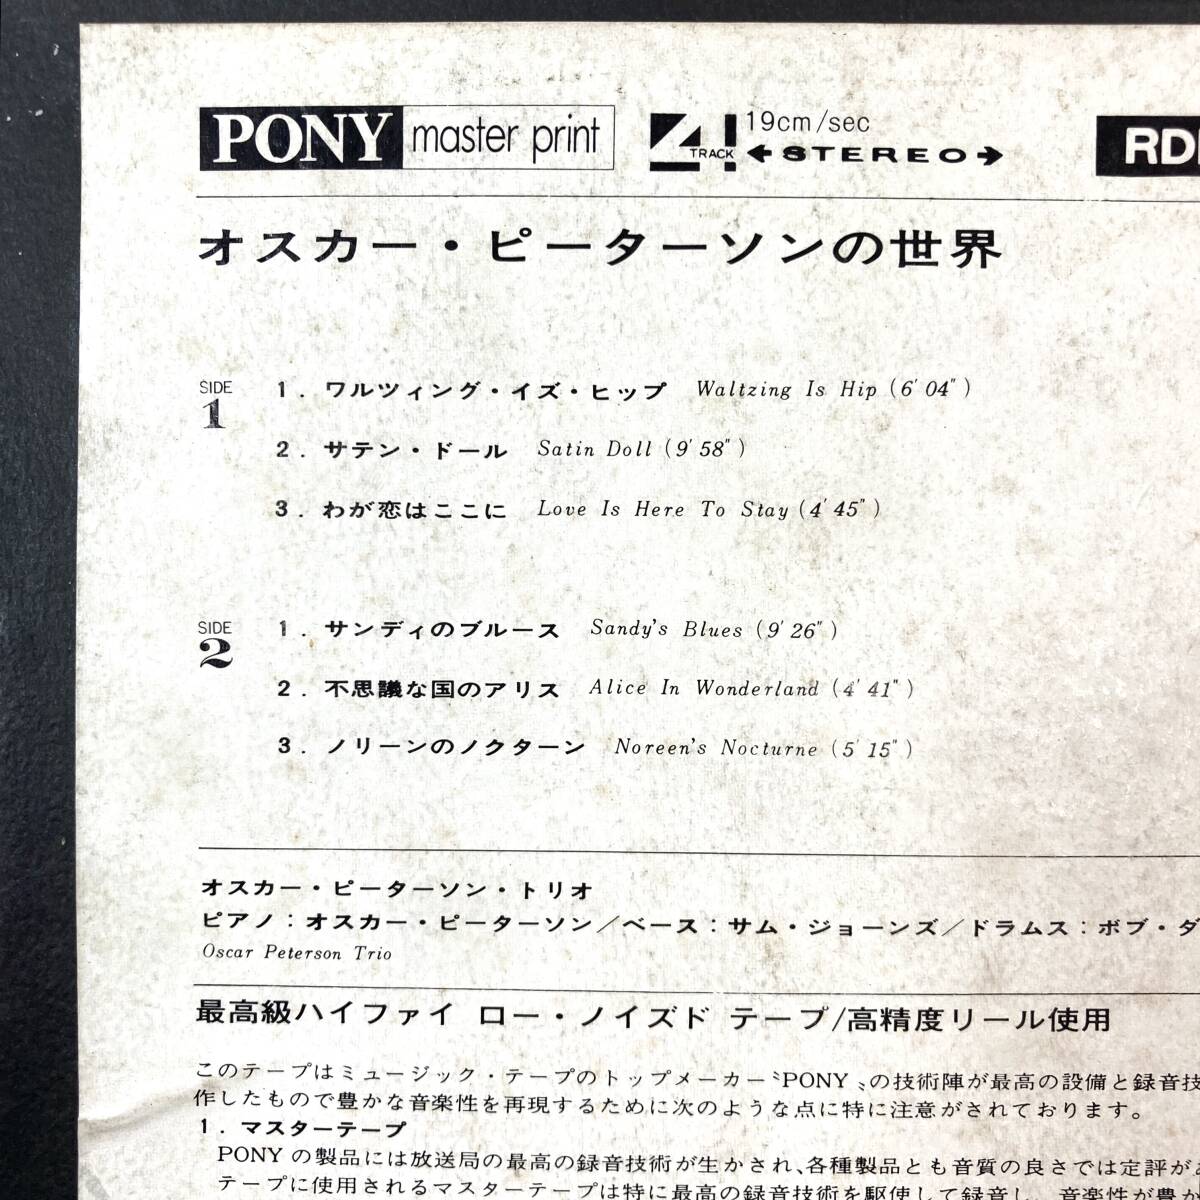 PONY master print 4 TRACK 19cm/sec STEREO RD
オスカー・ピーターソンの世界
SIDE 1
1. ワルツィング・イズ・ヒップ Waltzing Is Hip (6′04″)
2. サテン・ドール Satin Doll (9′58″)
3. わが恋はここに Love Is Here To Stay (4′45″)
SIDE 2
1. サンディのブルース Sandy's Blues (9′26″)
2. 不思議な国のアリス Alice In Wonderland (4′41″)
3. ノリーンのノクターン Noreen's Nocturne (5′15″)
オスカー・ピーターソン・トリオ
ピアノ：オスカー・ピーターソン／ベース：サム・ジョーンズ／ドラムス：ボブ・ダ
Oscar Peterson Trio
最高級ハイファイ ロー・ノイズド テープ/高精度リール使用
このテープはミュージック・テープのトップメーカー〝PONY〟の技術陣が最高の設備と録音技
作したもので豊かな音楽性を再現するために次のような点に特に注意がされております。
1. マスターテープ
PONY の製品には放送局の最高の録音技術が生かされ、各種製品とも音質の良さでは定評があ
テープに使用されるマスターテープは特に最高の録音技術を駆使して録音し、音楽性が豊か